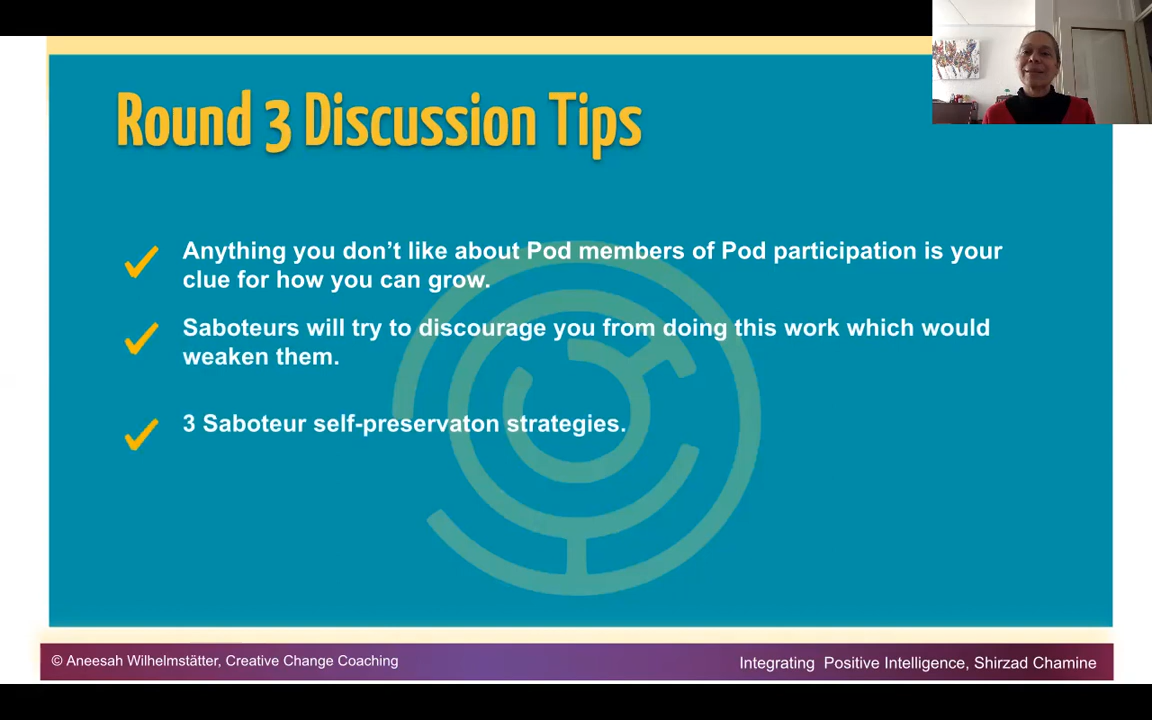 Round 3 Discussion Tips
Anything you don’t like about Pod members of Pod participation is your
clue for how you can grow.
Saboteurs will try to discourage you from doing this work which would
weaken them.
3 Saboteur self-preservaton strategies.
© Aneesah Wilhelmstätter, Creative Change Coaching
Integrating  Positive Intelligence, Shirzad Chamine